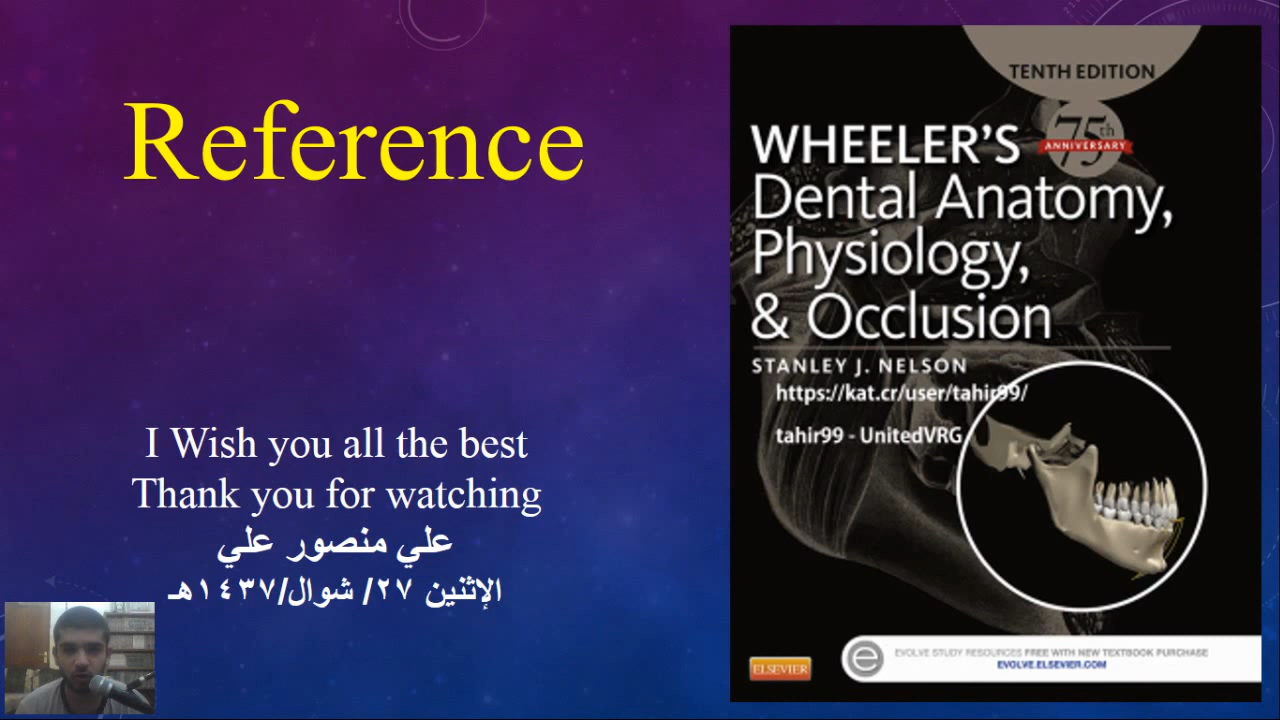 Reference
I Wish you all the best
Thank you for watching
علي منصور علي
الإثنين ٢٧/ شوال/١٤٣٧هـ
TENTH EDITION
75th
ANNIVERSARY
WHEELER'S
Dental Anatomy,
Physiology,
& Occlusion
STANLEY J. NELSON
https://kat.cr/user/tahir99/
tahir99 - UnitedVRG
ELSEVIER
e
EVOLVE STUDY RESOURCES FREE WITH NEW TEXTBOOK PURCHASE
EVOLVE.ELSEVIER.COM